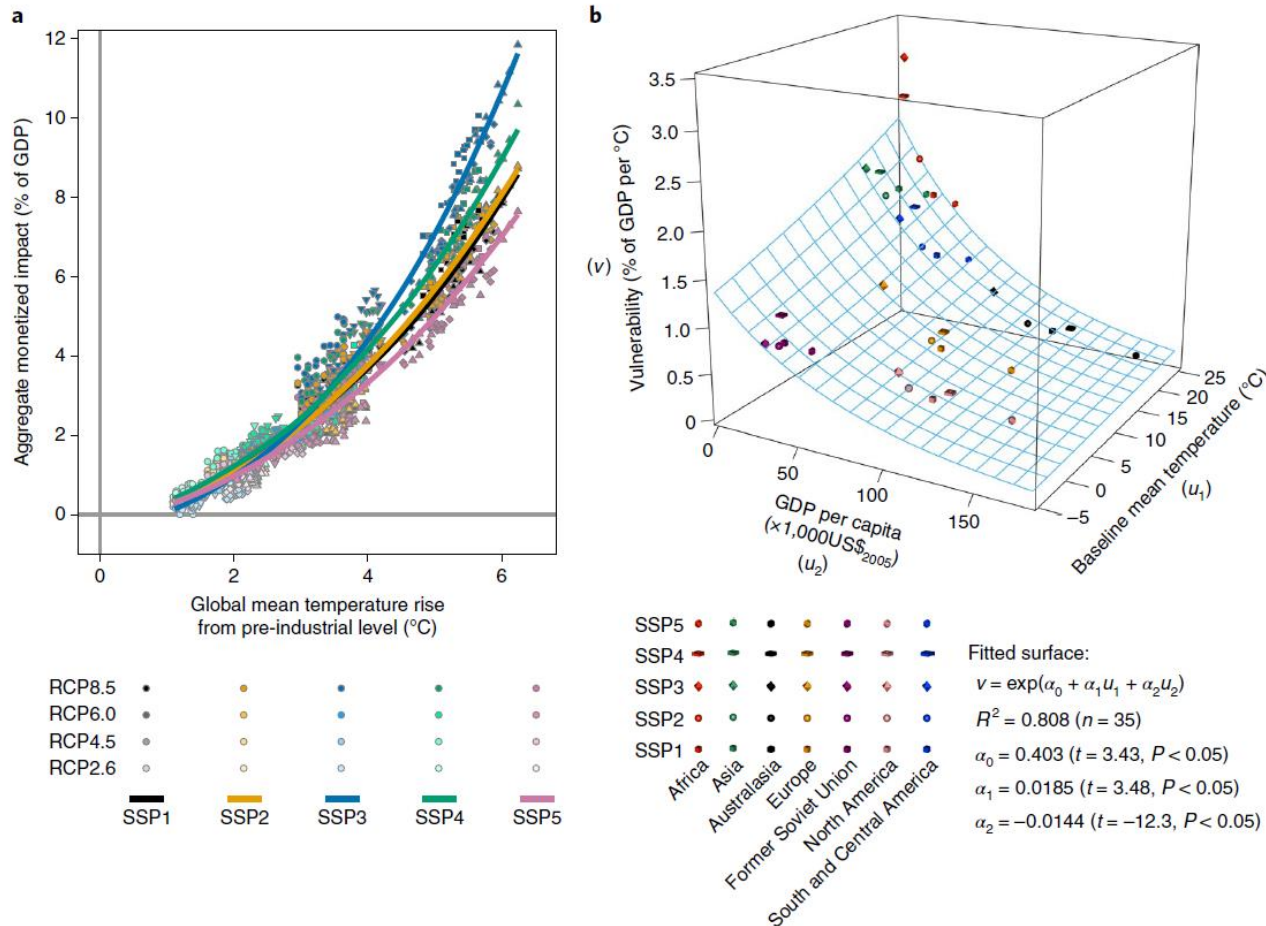 a
12
10
8
6
4
2
0
Aggregate monetized impact (% of GDP)
0 2 4 6
Global mean temperature rise
from pre-industrial level (°C)
RCP8.5
RCP6.0
RCP4.5
RCP2.6
SSP1 SSP2 SSP3 SSP4 SSP5
b
3.5
3.0
2.5
2.0
1.5
1.0
0.5
0
(v)
Vulnerability (% of GDP per °C)
0
50
100
150
GDP per capita
(×1,000US$2005)
(u2)
25
20
15
10
5
0
−5
Baseline mean temperature (°C)
(u1)
SSP5
SSP4
SSP3
SSP2
SSP1
Africa
Asia
Australasia
Europe
Former Soviet Union
North America
South and Central America
Fitted surface:
v = exp(α0 + α1u1 + α2u2)
R2 = 0.808 (n = 35)
α0 = 0.403 (t = 3.43, P < 0.05)
α1 = 0.0185 (t = 3.48, P < 0.05)
α2 = −0.0144 (t = −12.3, P < 0.05)